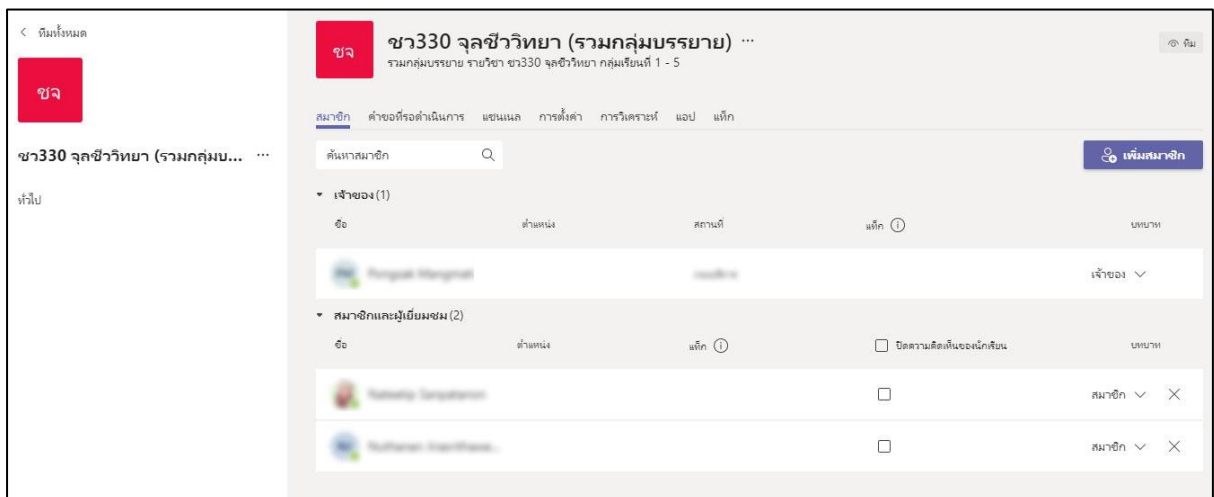 ทีมทั้งหมด
ชจ
ชว330 จุลชีววิทยา (รวมกลุ่มบ...
ทั่วไป
ชจ
ชว330 จุลชีววิทยา (รวมกลุ่มบรรยาย)
รวมกลุ่มบรรยาย รายวิชา ชว330 จุลชีววิทยา กลุ่มเรียนที่ 1 - 5
ทีม
สมาชิก คำขอที่รอดำเนินการ แชนเนล การตั้งค่า การวิเคราะห์ แอป แท็ก
ค้นหาสมาชิก เพิ่มสมาชิก
เจ้าของ (1)
ชื่อ ตำแหน่ง สถานที่ แท็ก บทบาท
เจ้าของ
สมาชิกและผู้เยี่ยมชม (2)
ชื่อ ตำแหน่ง แท็ก ปิดความคิดเห็นของนักเรียน บทบาท
สมาชิก
สมาชิก